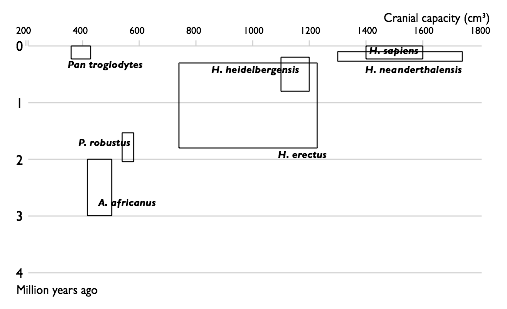 Cranial capacity (cm³)
200 400 600 800 1000 1200 1400 1600 1800
0
H. sapiens
Pan troglodytes
H. heidelbergensis
H. neanderthalensis
1
P. robustus
H. erectus
2
A. africanus
3
4
Million years ago